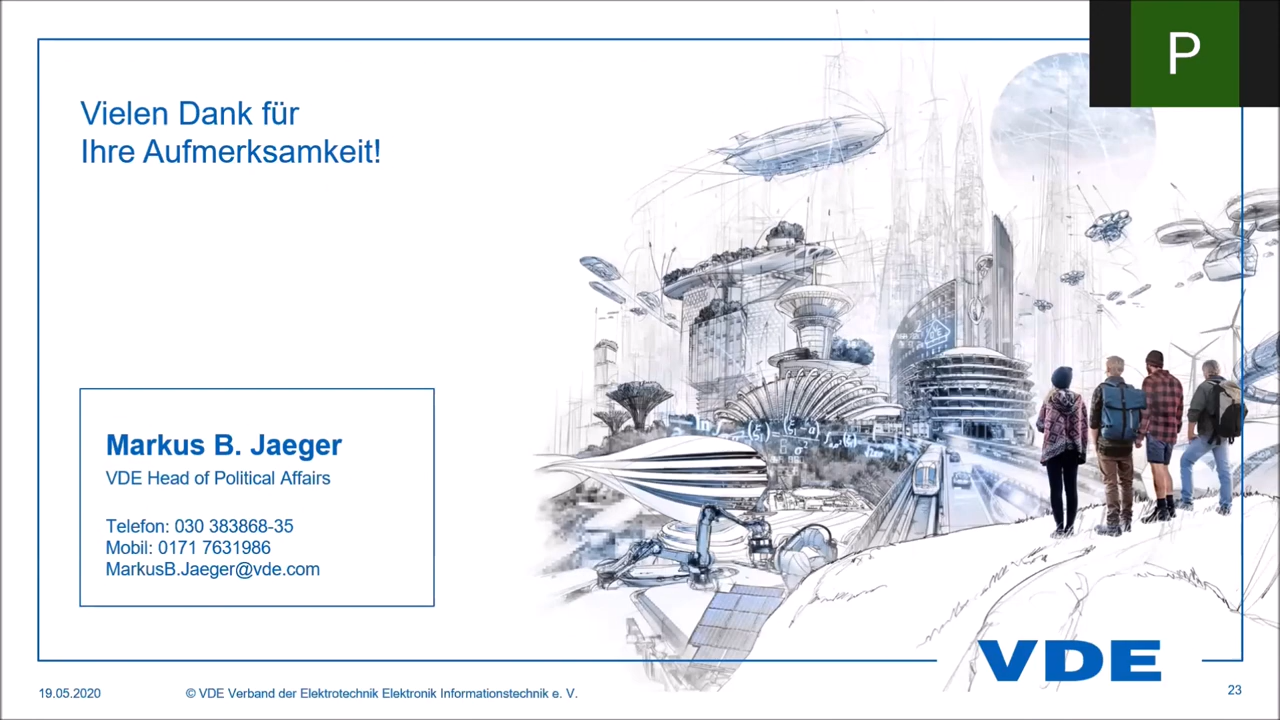 P
Vielen Dank für
Ihre Aufmerksamkeit!
Markus B. Jaeger
VDE Head of Political Affairs
Telefon: 030 383868-35
Mobil: 0171 7631986
MarkusB.Jaeger@vde.com
VDE
19.05.2020
© VDE Verband der Elektrotechnik Elektronik Informationstechnik e. V.
23